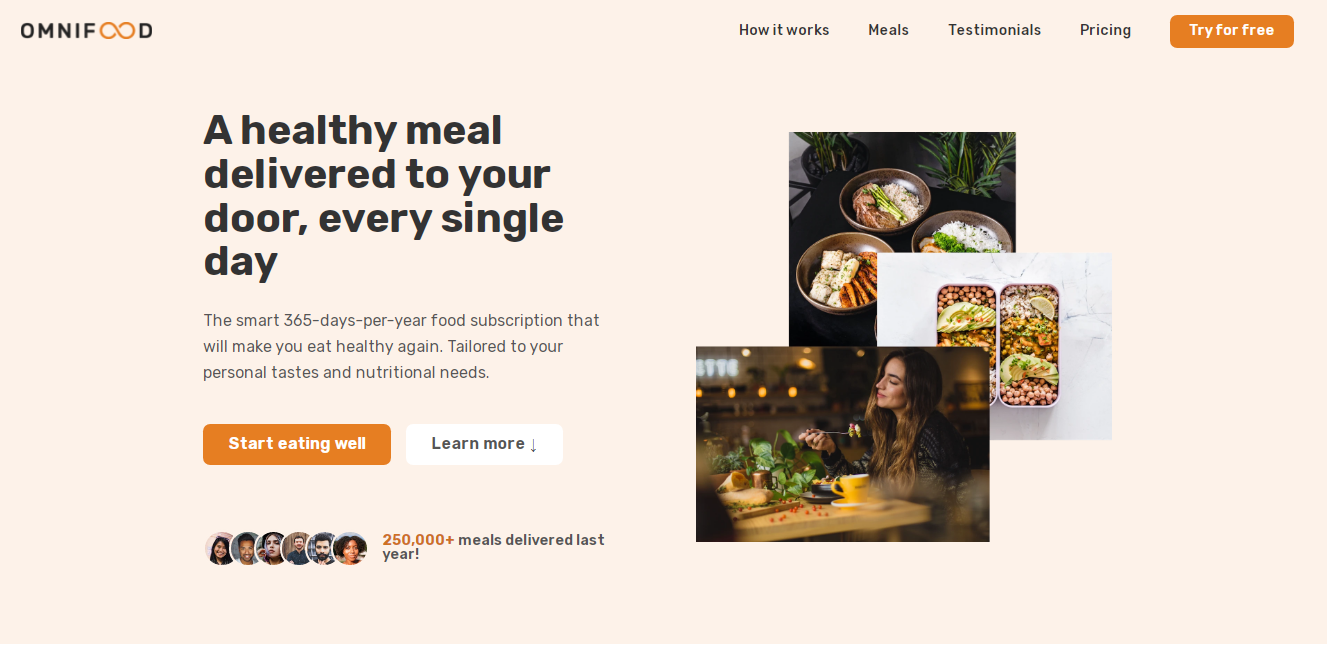 OMNIFOOD
How it works Meals Testimonials Pricing Try for free
A healthy meal
delivered to your
door, every single
day
The smart 365-days-per-year food subscription that
will make you eat healthy again. Tailored to your
personal tastes and nutritional needs.
Start eating well Learn more ↓
250,000+ meals delivered last
year!